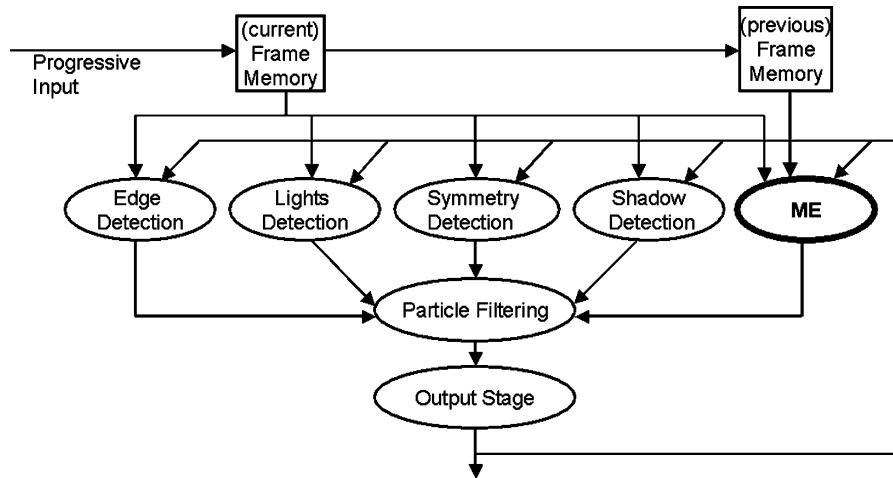 (current)
Frame
Memory
(previous)
Frame
Memory
Progressive
Input
Edge
Detection
Lights
Detection
Symmetry
Detection
Shadow
Detection
ME
Particle Filtering
Output Stage